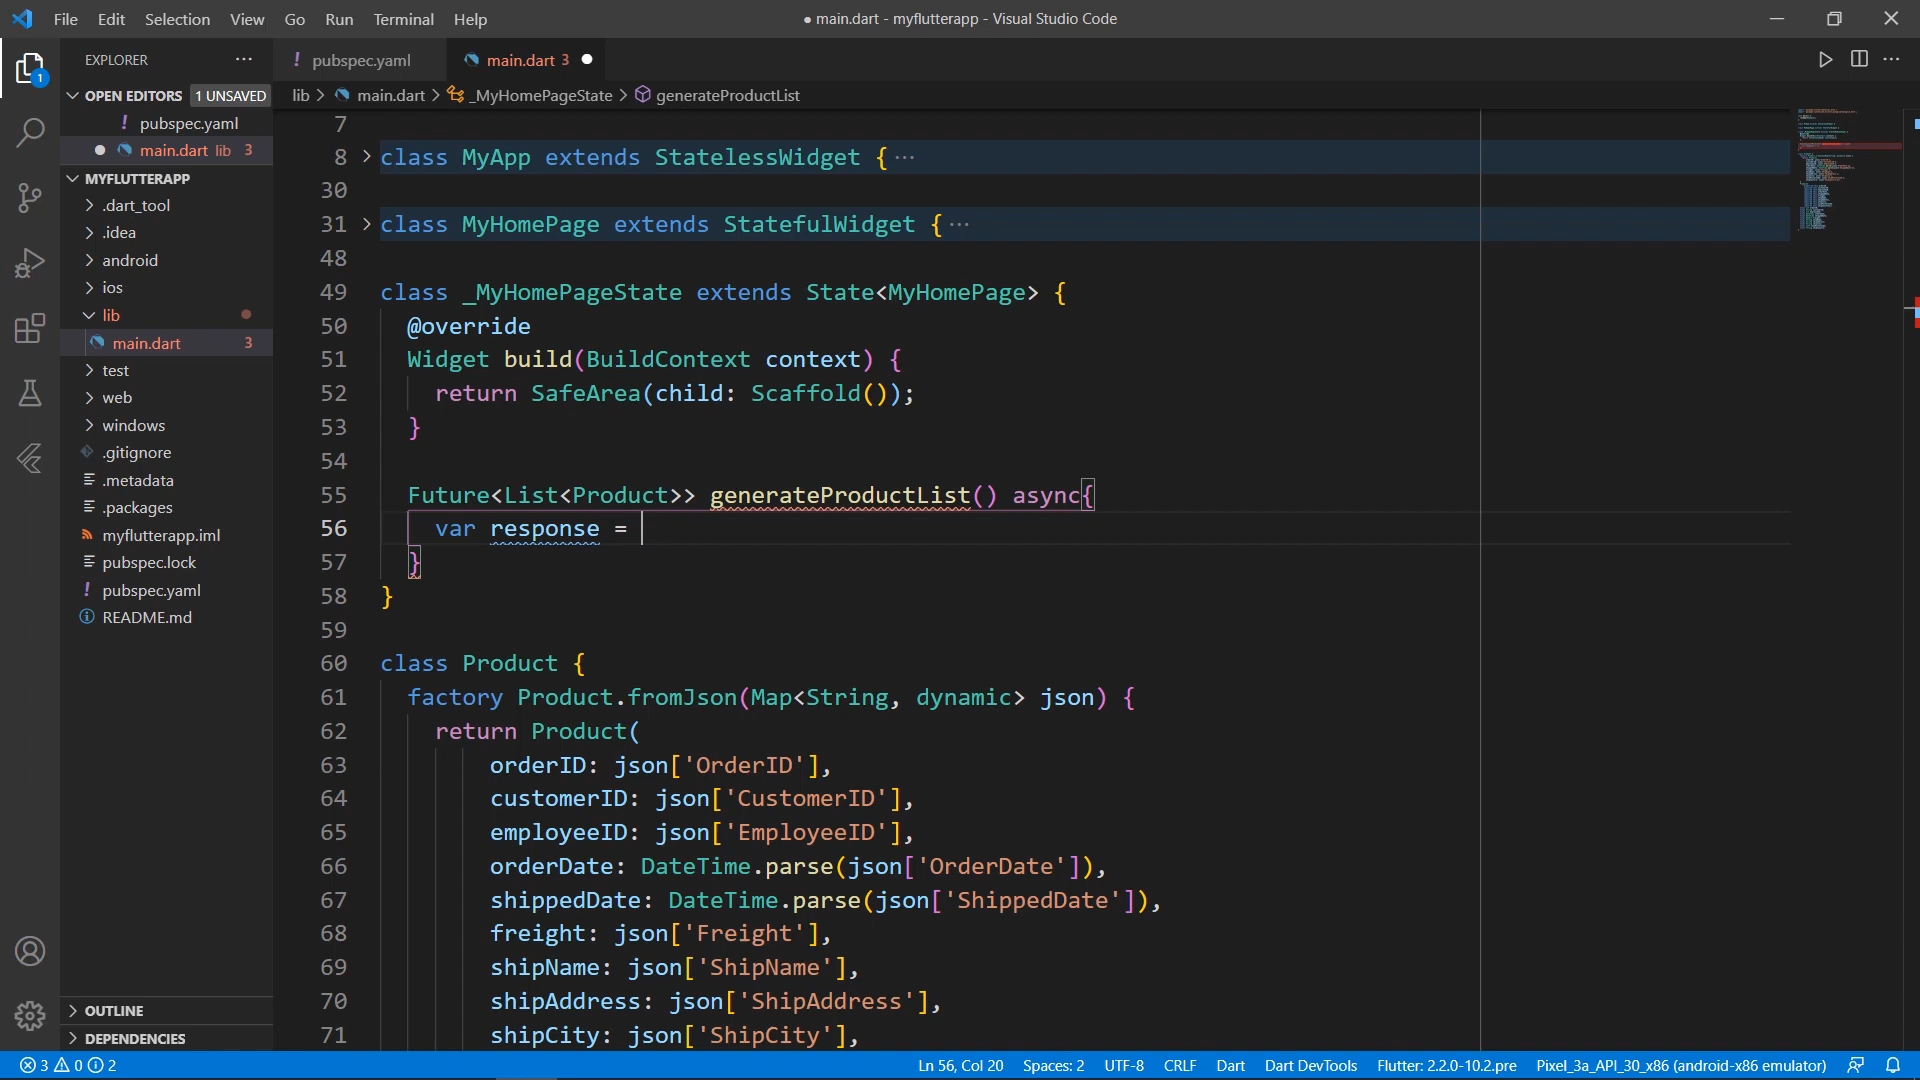 File Edit Selection View Go Run Terminal Help
● main.dart - myflutterapp - Visual Studio Code
EXPLORER
! pubspec.yaml
main.dart 3
OPEN EDITORS 1 UNSAVED
! pubspec.yaml
main.dart lib 3
MYFLUTTERAPP
.dart_tool
.idea
android
ios
lib
main.dart 3
test
web
windows
.gitignore
.metadata
.packages
myflutterapp.iml
pubspec.lock
! pubspec.yaml
README.md
OUTLINE
DEPENDENCIES
1
lib > main.dart > _MyHomePageState > generateProductList
7
8 class MyApp extends StatelessWidget {···
30
31 class MyHomePage extends StatefulWidget {···
48
49 class _MyHomePageState extends State<MyHomePage> {
50 @override
51 Widget build(BuildContext context) {
52 return SafeArea(child: Scaffold());
53 }
54
55 Future<List<Product>> generateProductList() async{
56 var response =
57 }
58 }
59
60 class Product {
61 factory Product.fromJson(Map<String, dynamic> json) {
62 return Product(
63 orderID: json['OrderID'],
64 customerID: json['CustomerID'],
65 employeeID: json['EmployeeID'],
66 orderDate: DateTime.parse(json['OrderDate']),
67 shippedDate: DateTime.parse(json['ShippedDate']),
68 freight: json['Freight'],
69 shipName: json['ShipName'],
70 shipAddress: json['ShipAddress'],
71 shipCity: json['ShipCity'],
3 0 2
Ln 56, Col 20 Spaces: 2 UTF-8 CRLF Dart Dart DevTools Flutter: 2.2.0-10.2.pre Pixel_3a_API_30_x86 (android-x86 emulator)